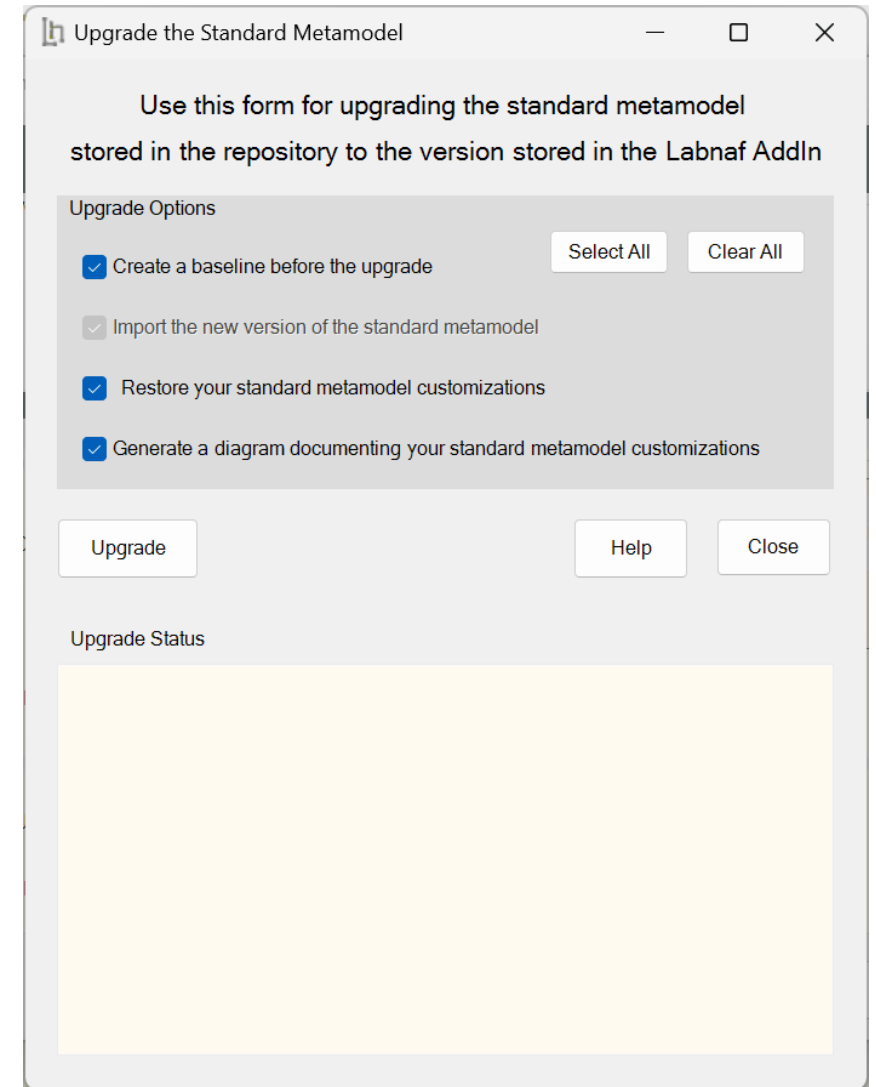 Upgrade the Standard Metamodel
Use this form for upgrading the standard metamodel
stored in the repository to the version stored in the Labnaf AddIn
Upgrade Options
Select All
Clear All
Create a baseline before the upgrade
Import the new version of the standard metamodel
Restore your standard metamodel customizations
Generate a diagram documenting your standard metamodel customizations
Upgrade
Help
Close
Upgrade Status